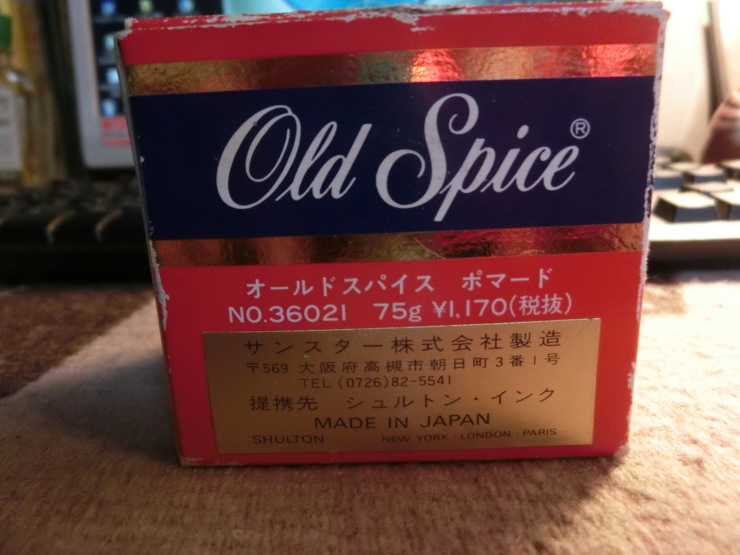 Old Spice®
オールドスパイス ポマード
NO.36021 75g ¥1,170(税抜)
サンスター株式会社製造
〒569 大阪府高槻市朝日町3番1号
TEL (0726)82-5541
提携先 シュルトン・インク
MADE IN JAPAN
SHULTON NEW YORK · LONDON · PARIS